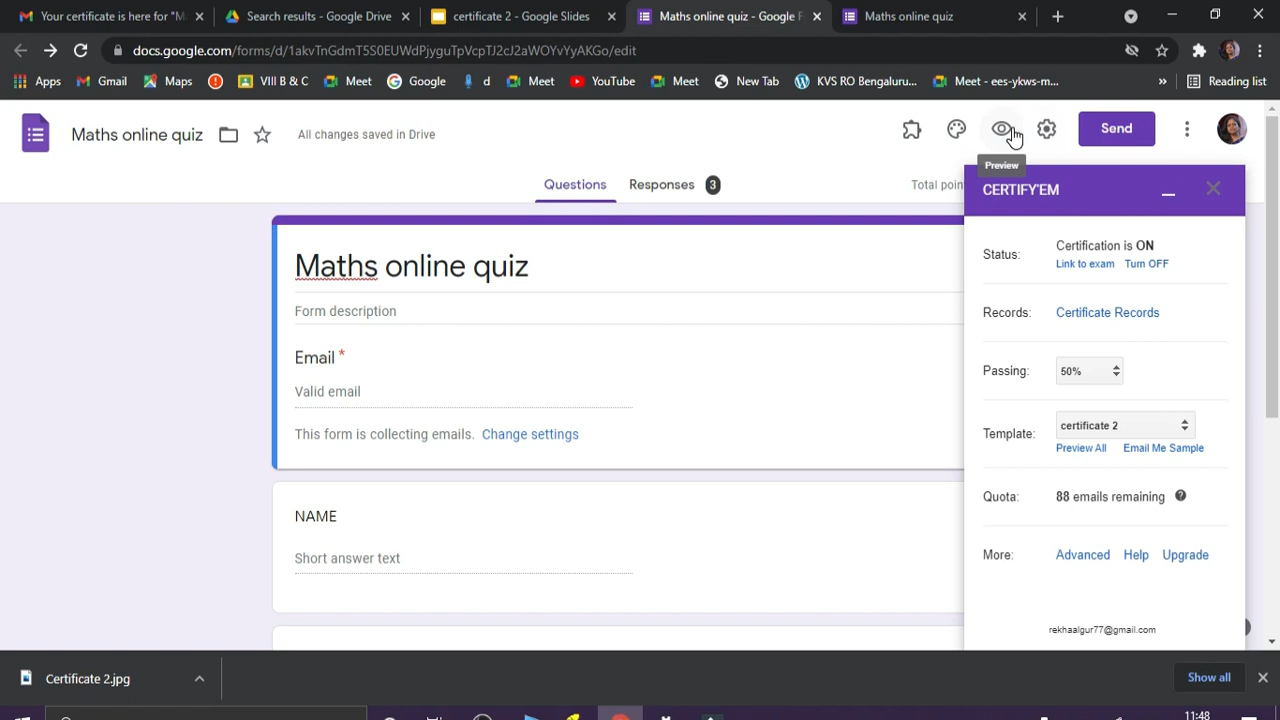 Your certificate is here for "M
Search results - Google Drive
certificate 2 - Google Slides
Maths online quiz - Google F
Maths online quiz
docs.google.com/forms/d/1akvTnGdmT5S0EUWdPjyguTpVcpTJ2cJ2aWOYvYyAKGo/edit
Apps
Gmail
Maps
VIII B & C
Meet
Google
d
Meet
YouTube
Meet
New Tab
KVS RO Bengaluru...
Meet - ees-ykws-m...
»
Reading list
Maths online quiz
All changes saved in Drive
Send
Preview
Questions
Responses 3
Total poin
CERTIFY'EM
Status:
Certification is ON
Link to exam Turn OFF
Records: Certificate Records
Passing: 50%
Template: certificate 2
Preview All Email Me Sample
Quota: 88 emails remaining
More: Advanced Help Upgrade
rekhaalgur77@gmail.com
Maths online quiz
Form description
Email *
Valid email
This form is collecting emails. Change settings
NAME
Short answer text
Certificate 2.jpg
Show all
11:48